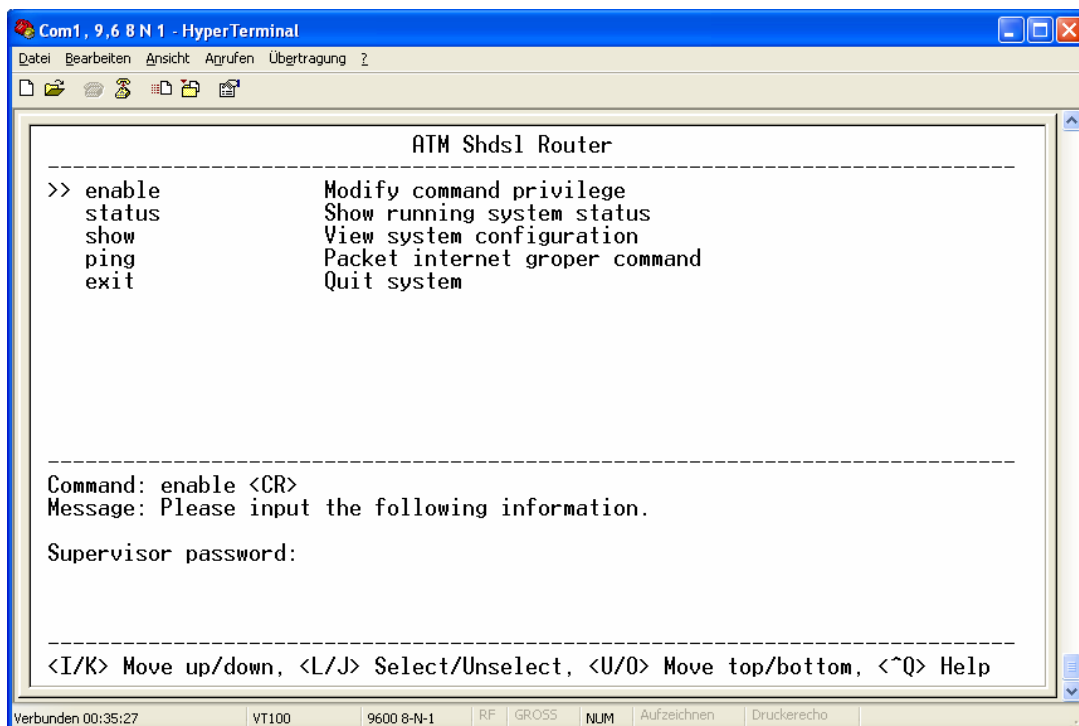 Com1, 9,6 8 N 1 - HyperTerminal
Datei Bearbeiten Ansicht Anrufen Übertragung ?
ATM Shdsl Router
>> enable Modify command privilege
status Show running system status
show View system configuration
ping Packet internet groper command
exit Quit system
Command: enable <CR>
Message: Please input the following information.
Supervisor password:
<I/K> Move up/down, <L/J> Select/Unselect, <U/O> Move top/bottom, <^Q> Help
Verbunden 00:35:27 VT100 9600 8-N-1 RF GROSS NUM Aufzeichnen Druckerecho